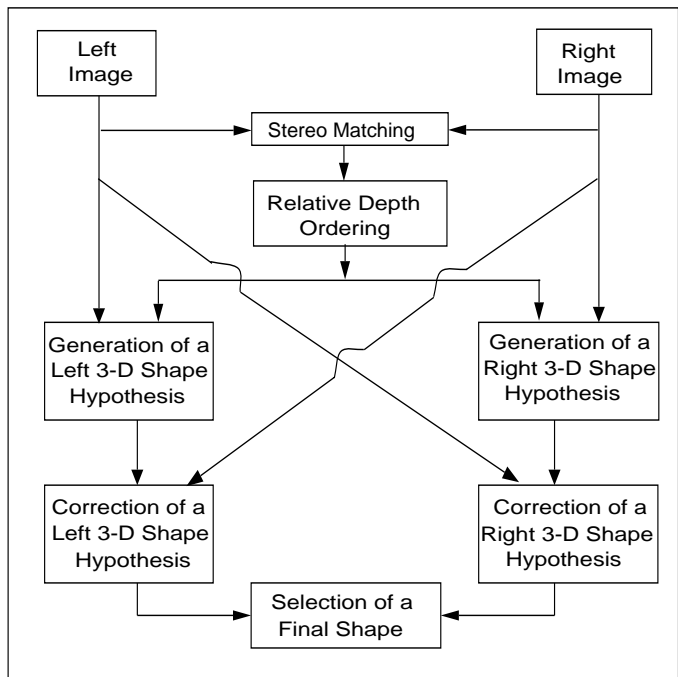 Left
Image
Right
Image
Stereo Matching
Relative Depth
Ordering
Generation of a
Left 3-D Shape
Hypothesis
Generation of a
Right 3-D Shape
Hypothesis
Correction of a
Left 3-D Shape
Hypothesis
Correction of a
Right 3-D Shape
Hypothesis
Selection of a
Final Shape